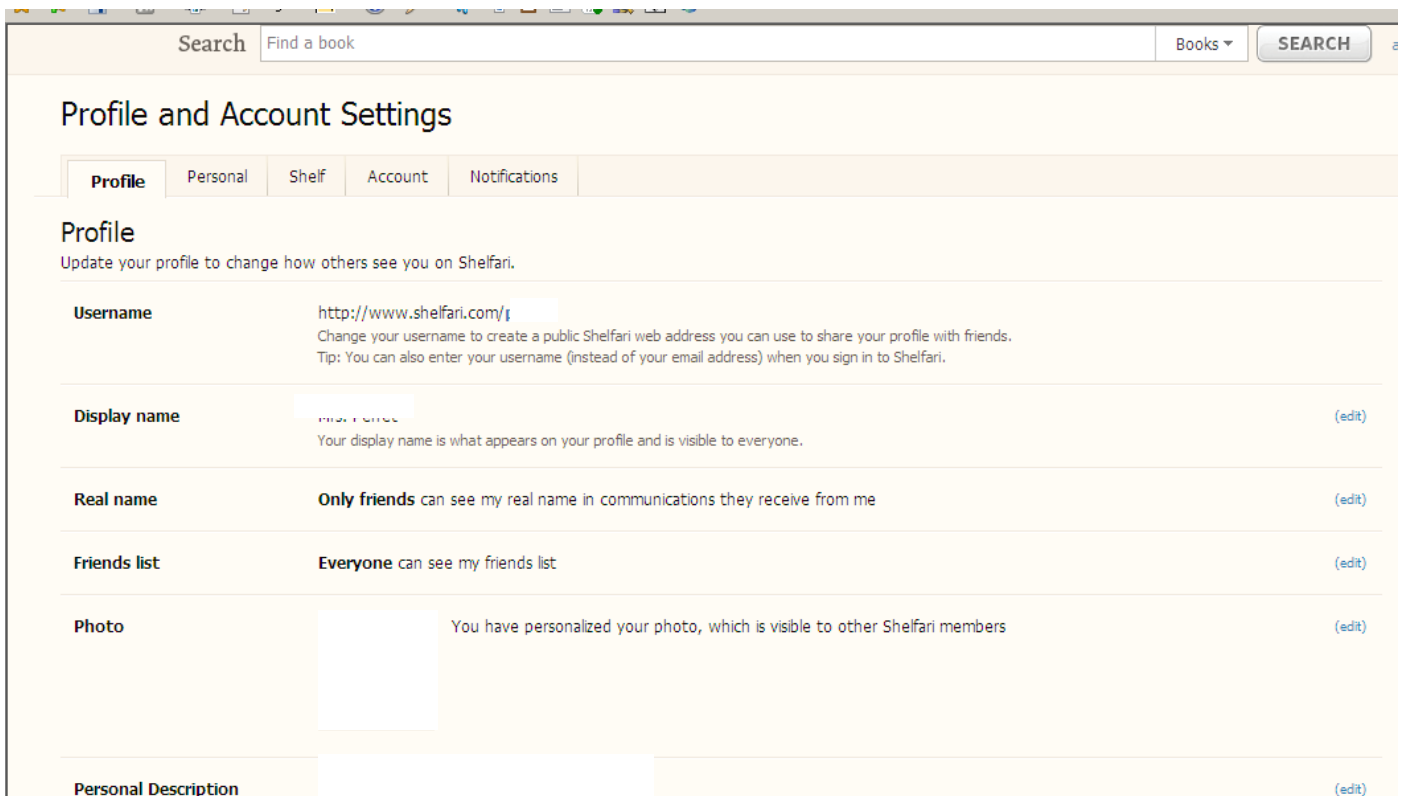 Search Find a book Books SEARCH
Profile and Account Settings
Profile Personal Shelf Account Notifications
Profile
Update your profile to change how others see you on Shelfari.
Username http://www.shelfari.com/
Change your username to create a public Shelfari web address you can use to share your profile with friends.
Tip: You can also enter your username (instead of your email address) when you sign in to Shelfari.
Display name (edit)
Your display name is what appears on your profile and is visible to everyone.
Real name Only friends can see my real name in communications they receive from me (edit)
Friends list Everyone can see my friends list (edit)
Photo You have personalized your photo, which is visible to other Shelfari members (edit)
Personal Description (edit)